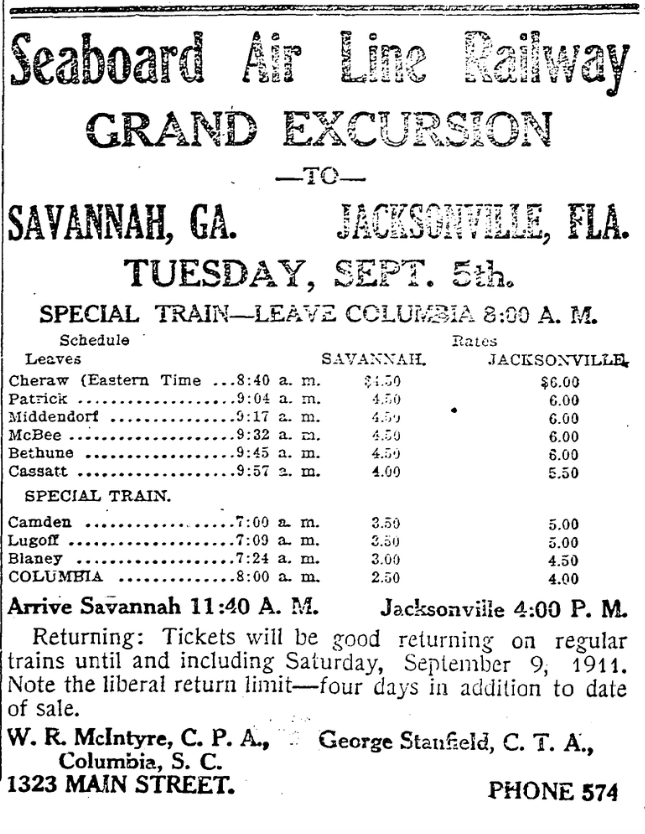 Seaboard Air Line Railway
GRAND EXCURSION
—TO—
SAVANNAH, GA. JACKSONVILLE, FLA.
TUESDAY, SEPT. 5th.
SPECIAL TRAIN—LEAVE COLUMBIA 8:00 A. M.
Schedule Rates
Leaves SAVANNAH. JACKSONVILLE.
Cheraw (Eastern Time ...8:40 a. m. $4.50 $6.00
Patrick ...................9:04 a. m. 4.50 6.00
Middendorf ...............9:17 a. m. 4.50 6.00
McBee ....................9:32 a. m. 4.50 6.00
Bethune ..................9:45 a. m. 4.50 6.00
Cassatt ...................9:57 a. m. 4.00 5.50
SPECIAL TRAIN.
Camden ..................7:00 a. m. 3.50 5.00
Lugoff ....................7:09 a. m. 3.50 5.00
Blaney ...................7:24 a. m. 3.00 4.50
COLUMBIA ..............8:00 a. m. 2.50 4.00
Arrive Savannah 11:40 A. M. Jacksonville 4:00 P. M.
Returning: Tickets will be good returning on regular
trains until and including Saturday, September 9, 1911.
Note the liberal return limit—four days in addition to date
of sale.
W. R. McIntyre, C. P. A., George Stanfield, C. T. A.,
Columbia, S. C.
1323 MAIN STREET. PHONE 574